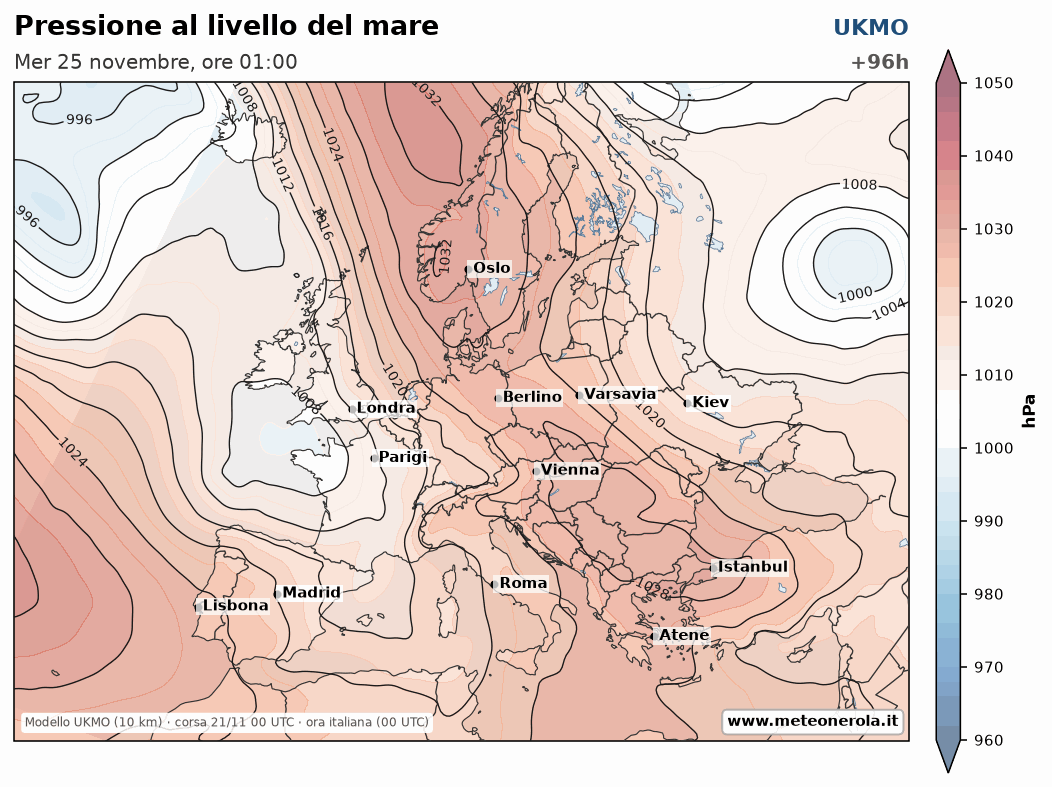 Pressione al livello del mare
UKMO
Mer 25 novembre, ore 01:00
+96h
1032
1008
996
1024
1012
996
1016
1008
1032
Oslo
1000
1004
1020
Londra
Berlino
Varsavia
Kiev
1020
1008
1024
Parigi
Vienna
Istanbul
Roma
1028
Madrid
Lisbona
Atene
Modello UKMO (10 km) · corsa 21/11 00 UTC · ora italiana (00 UTC)
www.meteonerola.it
1050
1040
1030
1020
1010
1000
990
980
970
960
hPa